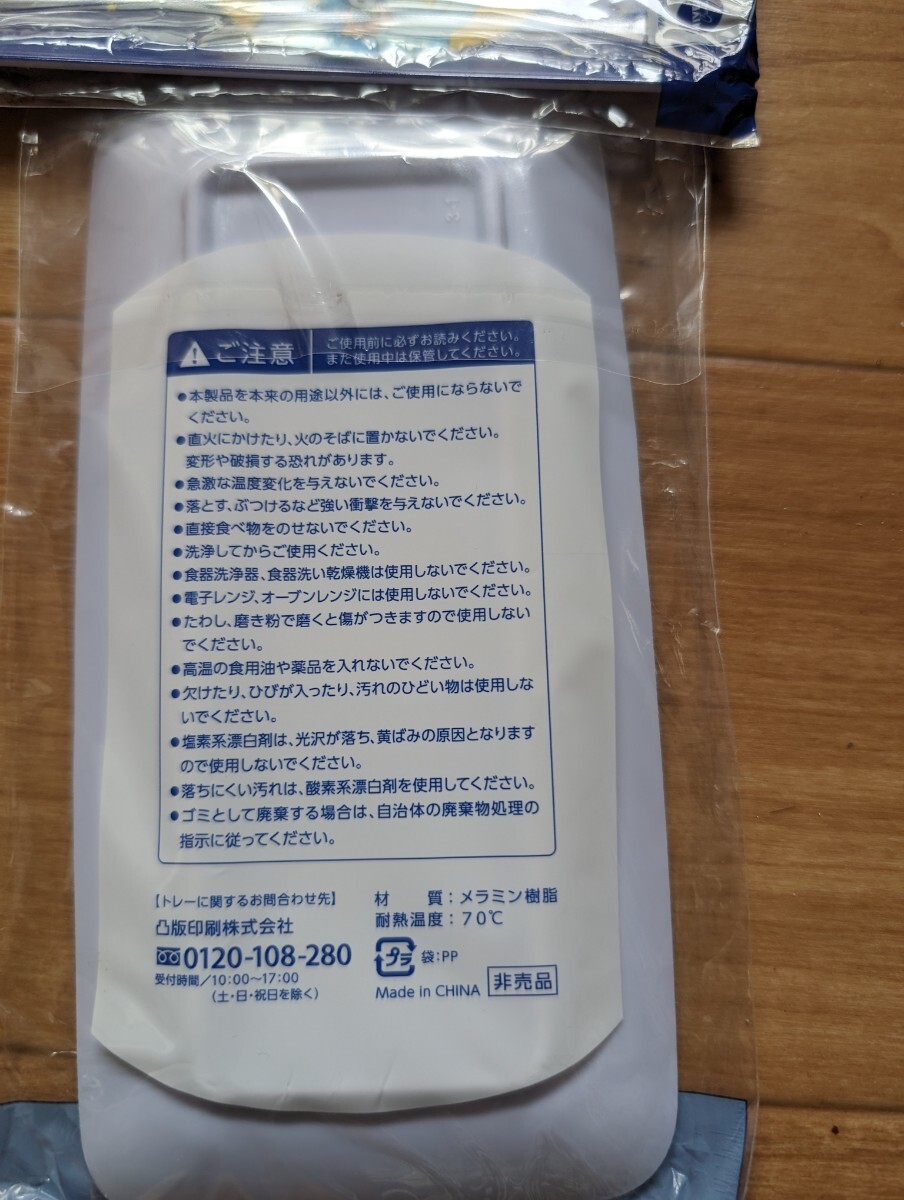 ご注意
ご使用前に必ずお読みください。
また使用中は保管してください。
●本製品を本来の用途以外には、ご使用にならないで
ください。
●直火にかけたり、火のそばに置かないでください。
変形や破損する恐れがあります。
●急激な温度変化を与えないでください。
●落とす、ぶつけるなど強い衝撃を与えないでください。
●直接食べ物をのせないでください。
●洗浄してからご使用ください。
●食器洗浄器、食器洗い乾燥機は使用しないでください。
●電子レンジ、オーブンレンジには使用しないでください。
●たわし、磨き粉で磨くと傷がつきますので使用しない
でください。
●高温の食用油や薬品を入れないでください。
●欠けたり、ひびが入ったり、汚れのひどい物は使用しな
いでください。
●塩素系漂白剤は、光沢が落ち、黄ばみの原因となります
ので使用しないでください。
●落ちにくい汚れは、酸素系漂白剤を使用してください。
●ゴミとして廃棄する場合は、自治体の廃棄物処理の
指示に従ってください。
【トレーに関するお問合わせ先】
凸版印刷株式会社
0120-108-280
受付時間／10:00〜17:00
(土・日・祝日を除く)
材　質：メラミン樹脂
耐熱温度：70℃
プラ 袋:PP
Made in CHINA 非売品